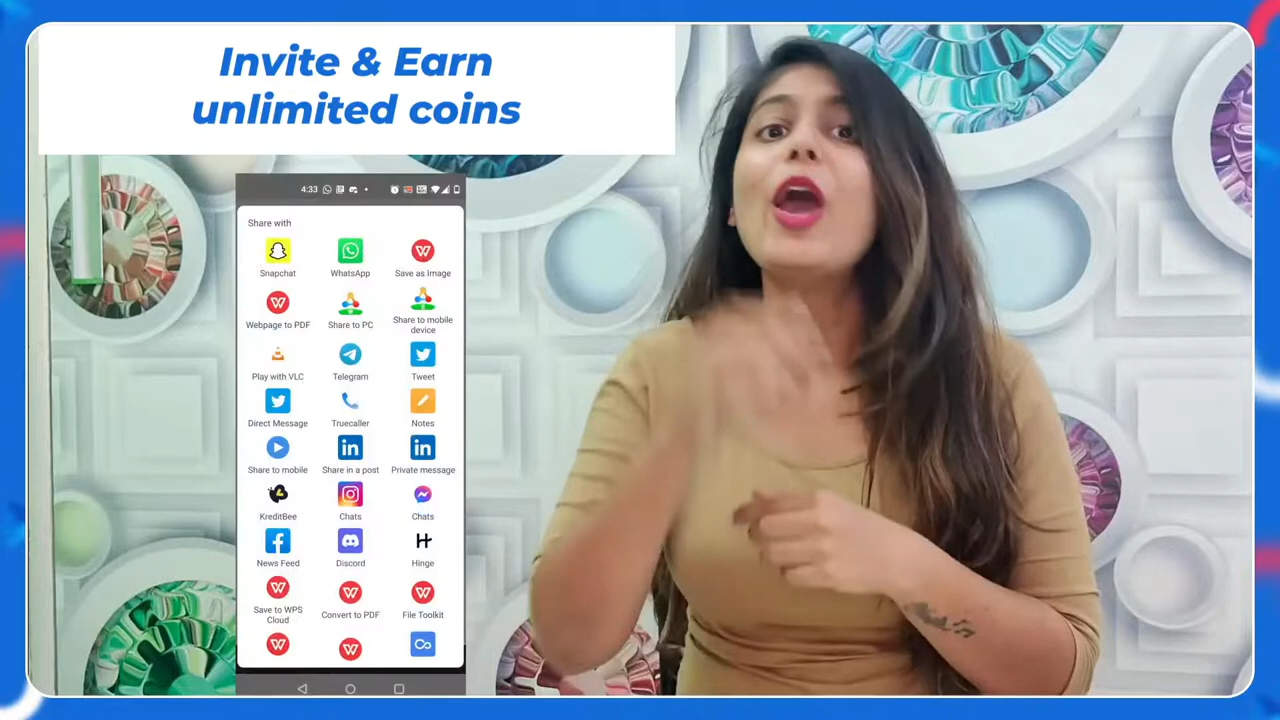 Invite & Earn
unlimited coins
4:33
Share with
Snapchat WhatsApp Save as Image
Webpage to PDF Share to PC Share to mobile device
Play with VLC Telegram Tweet
Direct Message Truecaller Notes
Share to mobile Share in a post Private message
KreditBee Chats Chats
News Feed Discord Hinge
Save to WPS Cloud Convert to PDF File Toolkit